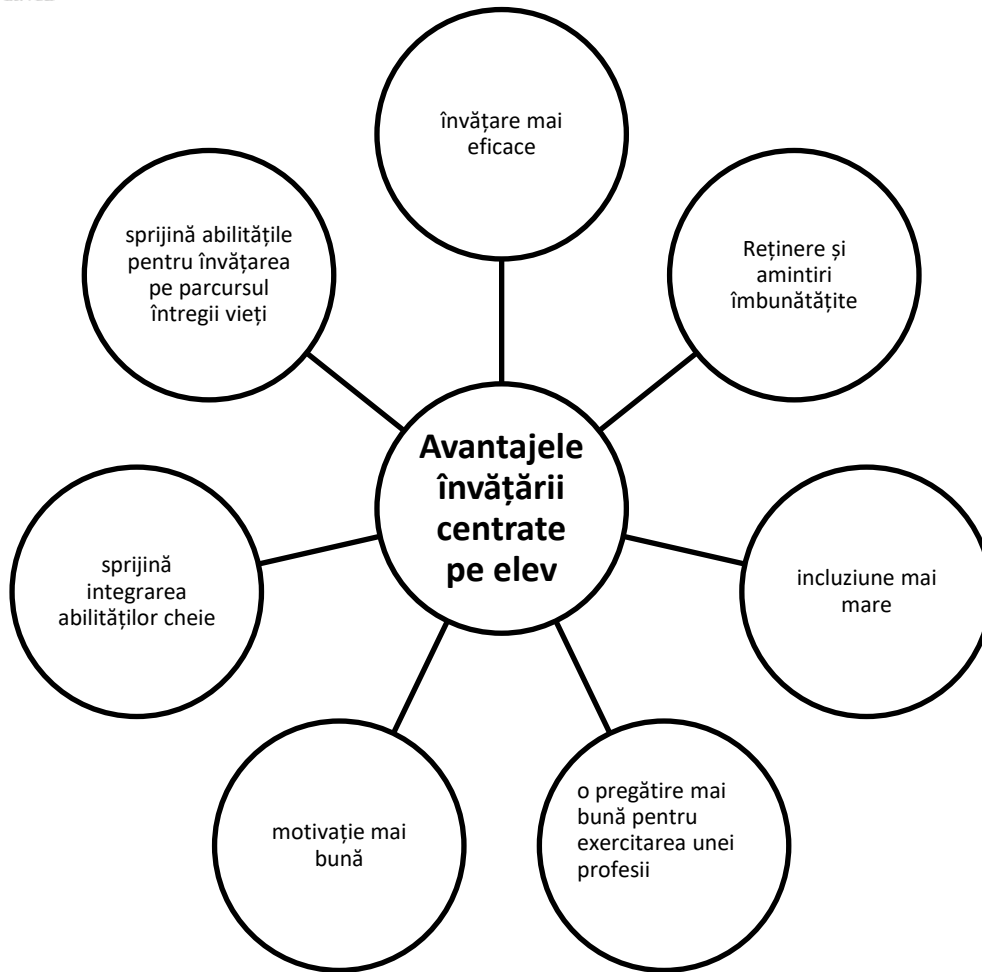 învățare mai
eficace
Reținere și
amintiri
îmbunătățite
incluziune mai
mare
o pregătire mai
bună pentru
exercitarea unei
profesii
motivație mai
bună
sprijină
integrarea
abilităților cheie
sprijină abilitățile
pentru învățarea
pe parcursul
întregii vieți
Avantajele
învățării
centrate
pe elev